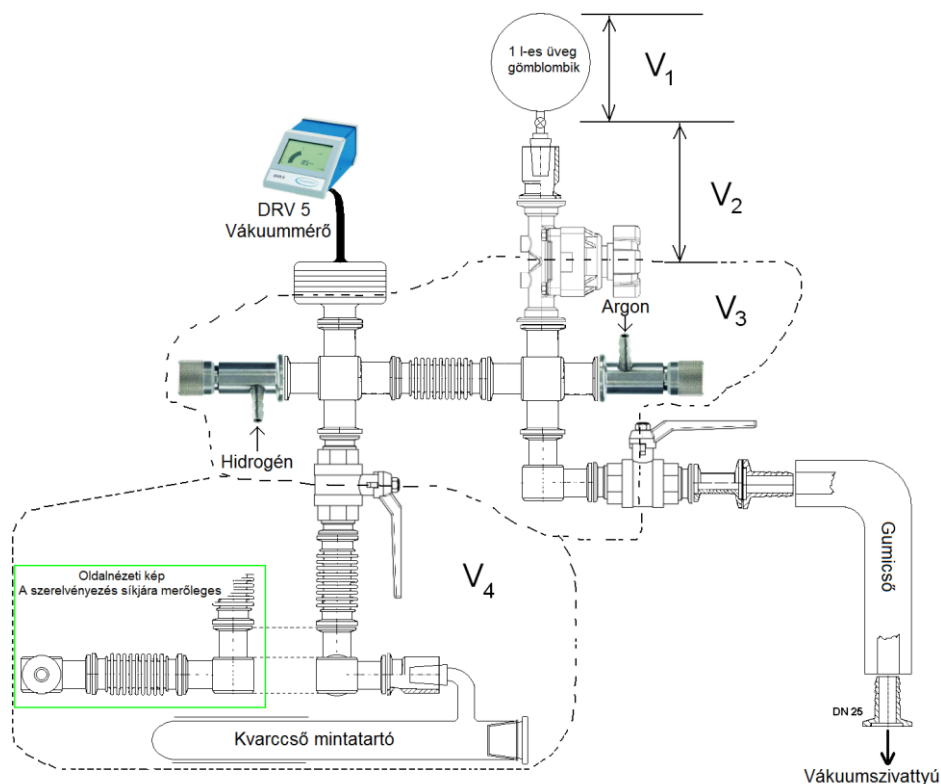 1 l-es üveg
gömblombik
V1
DRV 5
Vákuummérő
V2
Argon
V3
Hidrogén
Oldalnézeti kép
A szerelvényezés síkjára merőleges
V4
Gumicső
Kvarccső mintatartó
DN 25
Vákuumszivattyú